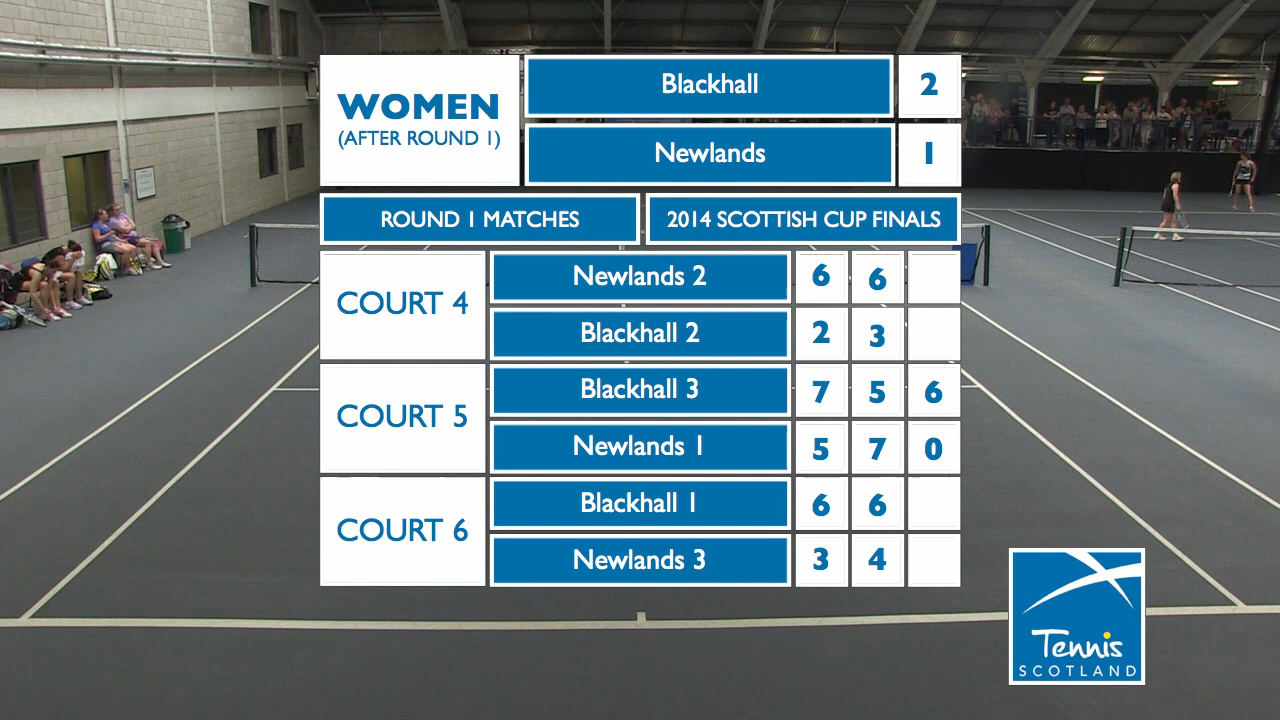 WOMEN
(AFTER ROUND 1)
Blackhall 2
Newlands 1
ROUND 1 MATCHES
2014 SCOTTISH CUP FINALS
COURT 4
Newlands 2 6 6
Blackhall 2 2 3
COURT 5
Blackhall 3 7 5 6
Newlands 1 5 7 0
COURT 6
Blackhall 1 6 6
Newlands 3 3 4
Tennis
SCOTLAND